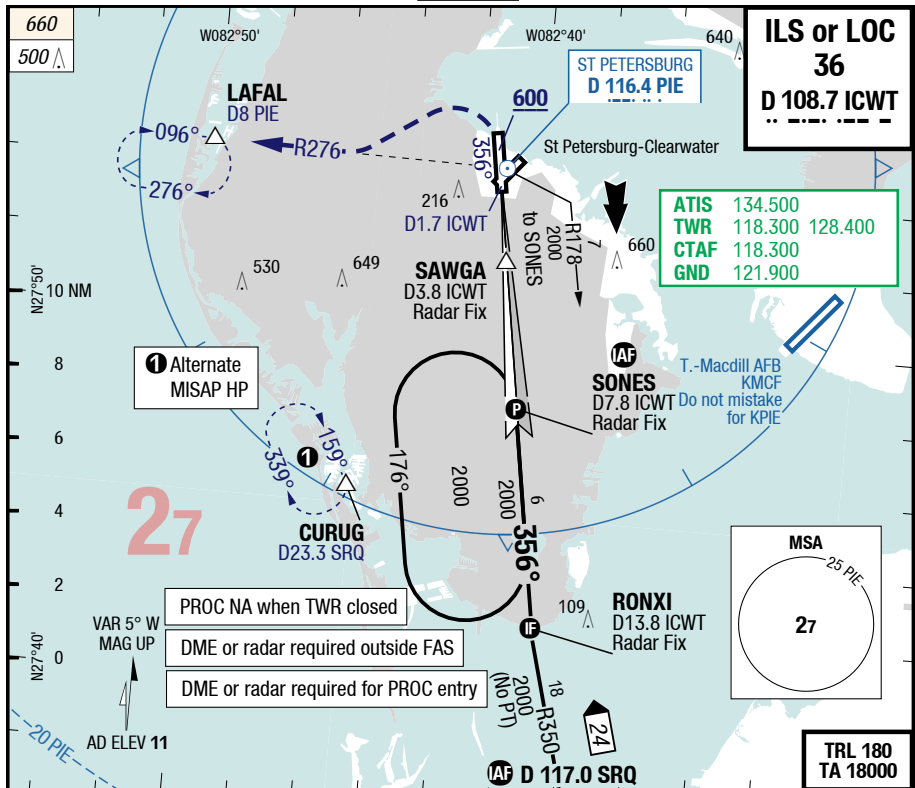 660
500
W082°50'
W082°40'
640
ILS or LOC
36
D 108.7 ICWT
ST PETERSBURG
D 116.4 PIE
LAFAL
D8 PIE
600
096°
276°
R276
356°
St Petersburg-Clearwater
216
D1.7 ICWT
R178
2000
to SONES
7
660
ATIS 134.500
TWR 118.300 128.400
CTAF 118.300
GND 121.900
530
649
SAWGA
D3.8 ICWT
Radar Fix
N27°50'
10 NM
8
6
4
2
0
1 Alternate
MISAP HP
IAF
SONES
D7.8 ICWT
Radar Fix
T.-Macdill AFB
KMCF
Do not mistake
for KPIE
P
159°
339°
1
176°
2000
2000
6
356°
CURUG
D23.3 SRQ
27
MSA
25 PIE
27
PROC NA when TWR closed
DME or radar required outside FAS
DME or radar required for PROC entry
109
RONXI
D13.8 ICWT
Radar Fix
IF
VAR 5° W
MAG UP
N27°40'
AD ELEV 11
20 PIE
18
2000
(No PT)
R350
24
IAF D 117.0 SRQ
TRL 180
TA 18000